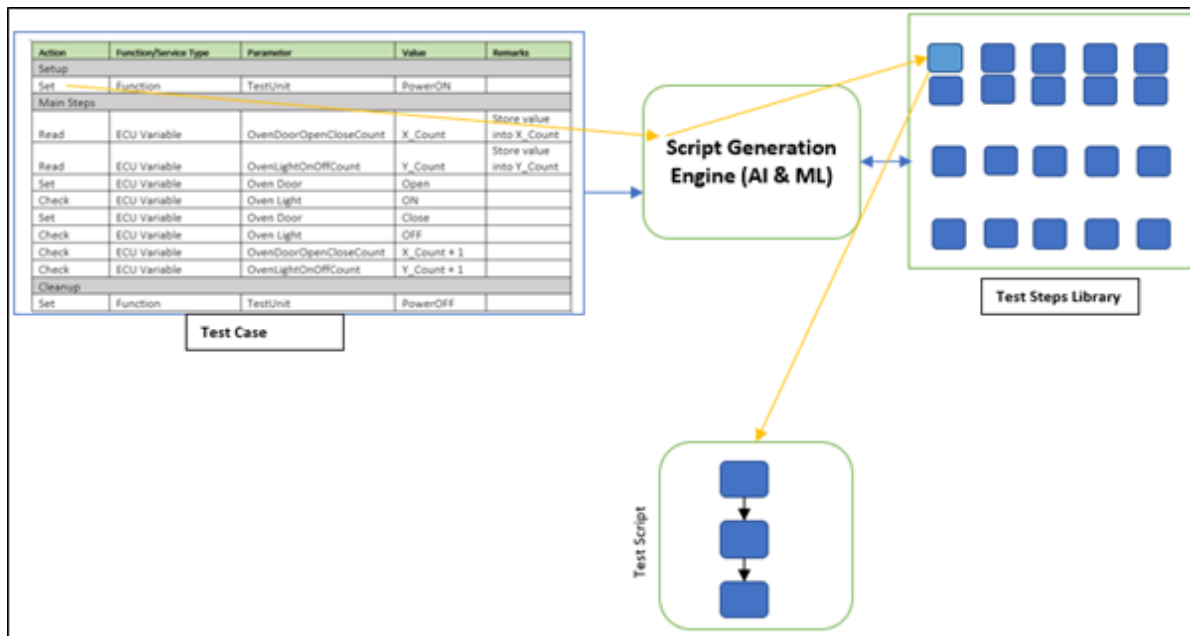 Action Function/Service Type Parameter Value Remarks
Setup
Set Function TestUnit PowerON
Main Steps
Read ECU Variable OvenDoorOpenCloseCount X_Count Store value into X_Count
Read ECU Variable OvenLightOnOffCount Y_Count Store value into Y_Count
Set ECU Variable Oven Door Open
Check ECU Variable Oven Light ON
Set ECU Variable Oven Door Close
Check ECU Variable Oven Light OFF
Check ECU Variable OvenDoorOpenCloseCount X_Count + 1
Check ECU Variable OvenLightOnOffCount Y_Count + 1
Cleanup
Set Function TestUnit PowerOFF
Test Case
Script Generation
Engine (AI & ML)
Test Steps Library
Test Script